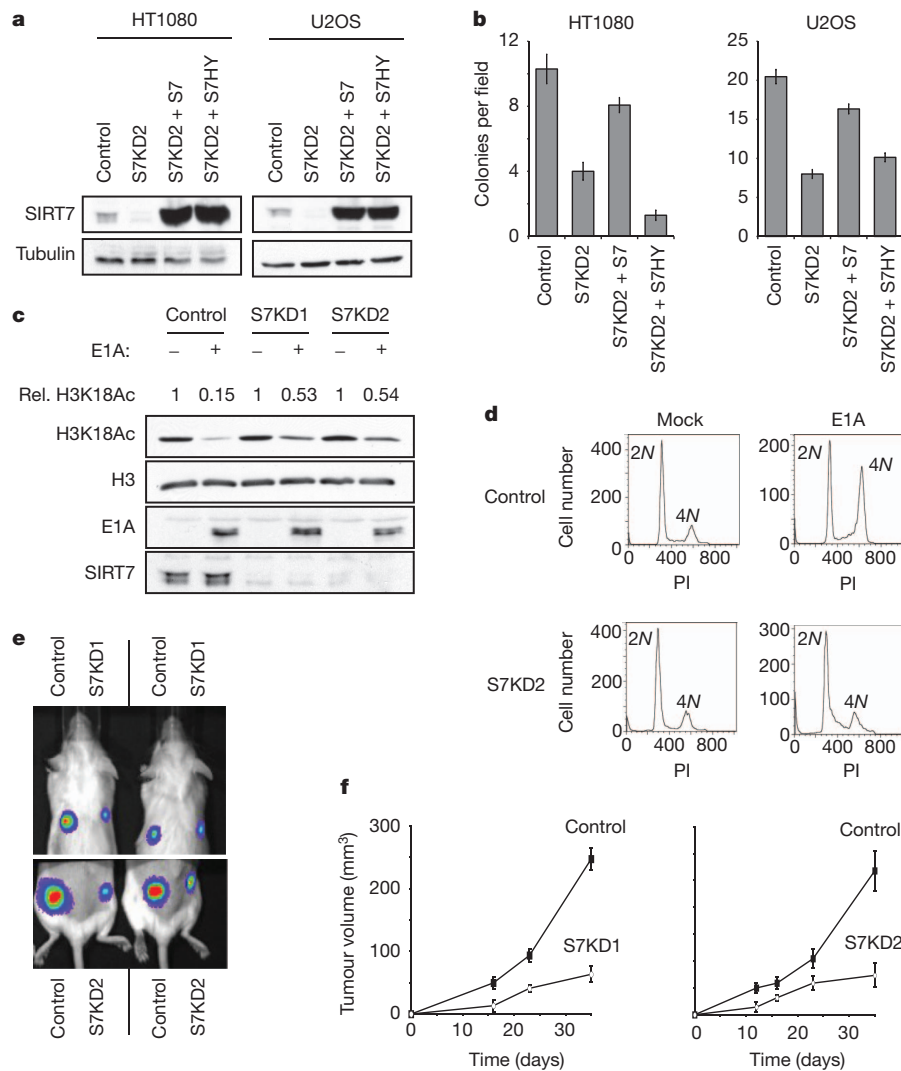 a
HT1080
U2OS
Control
S7KD2
S7KD2 + S7
S7KD2 + S7HY
Control
S7KD2
S7KD2 + S7
S7KD2 + S7HY
SIRT7
Tubulin
b
HT1080
U2OS
Colonies per field
12
8
4
0
25
20
15
10
5
0
Control
S7KD2
S7KD2 + S7
S7KD2 + S7HY
Control
S7KD2
S7KD2 + S7
S7KD2 + S7HY
c
Control S7KD1 S7KD2
E1A: – + – + – +
Rel. H3K18Ac 1 0.15 1 0.53 1 0.54
H3K18Ac
H3
E1A
SIRT7
d
Mock
E1A
Control
Cell number
400
200
0
2N
4N
0 400 800
PI
Cell number
200
100
0
2N
4N
0 400 800
PI
S7KD2
Cell number
400
200
0
2N
4N
0 400 800
PI
Cell number
300
200
100
0
2N
4N
0 400 800
PI
e
Control
S7KD1
Control
S7KD1
Control
S7KD2
Control
S7KD2
f
Tumour volume (mm3)
300
200
100
0
Control
S7KD1
0 10 20 30
Time (days)
Control
S7KD2
0 10 20 30
Time (days)